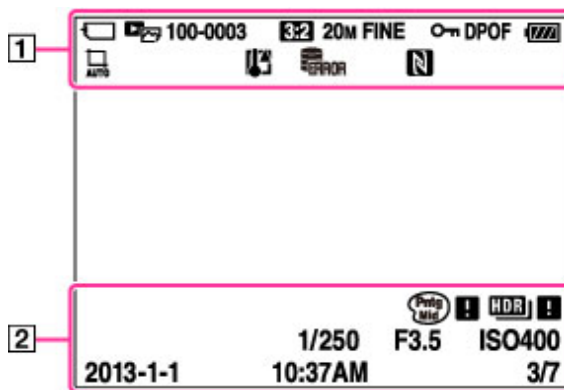 1
100-0003 3:2 20M FINE DPOF
AUTO ERROR N
2
Pntg Mid ! HDR !
1/250 F3.5 ISO400
2013-1-1 10:37AM 3/7